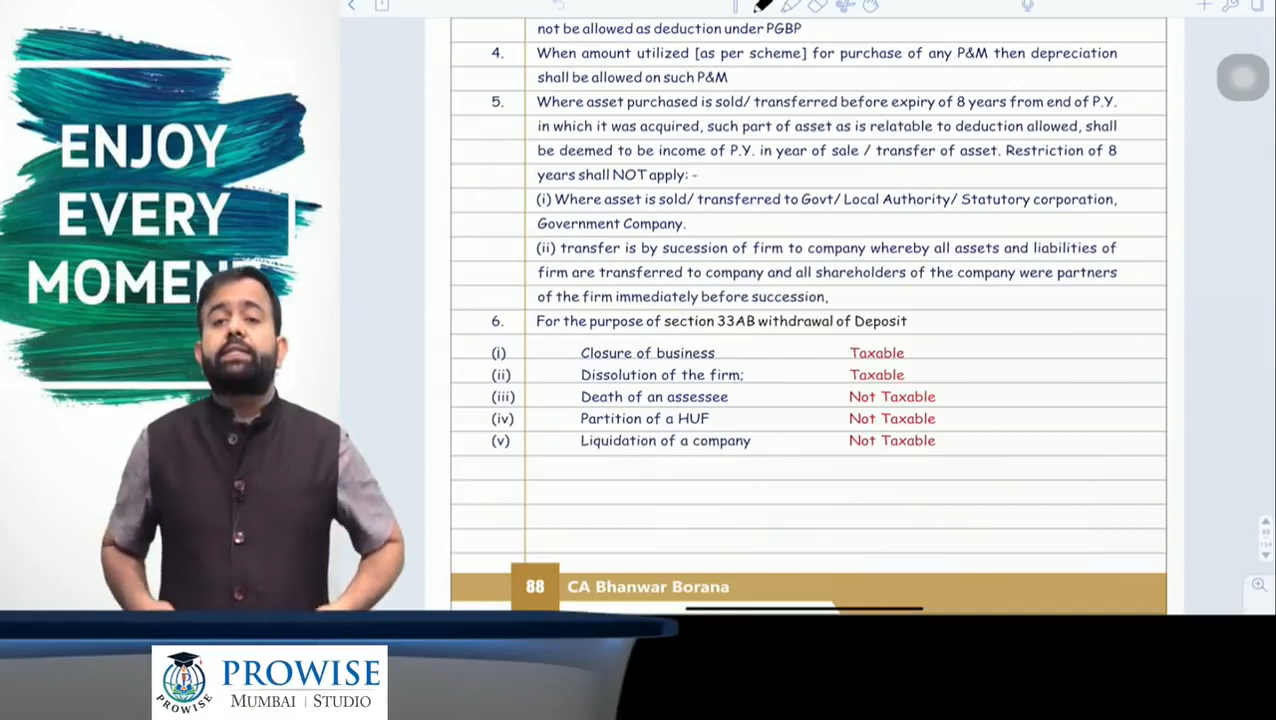 ENJOY
EVERY
MOMENT
not be allowed as deduction under PGBP
4. When amount utilized [as per scheme] for purchase of any P&M then depreciation
shall be allowed on such P&M
5. Where asset purchased is sold/ transferred before expiry of 8 years from end of P.Y.
in which it was acquired, such part of asset as is relatable to deduction allowed, shall
be deemed to be income of P.Y. in year of sale / transfer of asset. Restriction of 8
years shall NOT apply: -
(i) Where asset is sold/ transferred to Govt/ Local Authority/ Statutory corporation,
Government Company.
(ii) transfer is by sucession of firm to company whereby all assets and liabilities of
firm are transferred to company and all shareholders of the company were partners
of the firm immediately before succession,
6. For the purpose of section 33AB withdrawal of Deposit
(i) Closure of business Taxable
(ii) Dissolution of the firm; Taxable
(iii) Death of an assessee Not Taxable
(iv) Partition of a HUF Not Taxable
(v) Liquidation of a company Not Taxable
88 CA Bhanwar Borana
PROWISE
PROWISE
MUMBAI | STUDIO